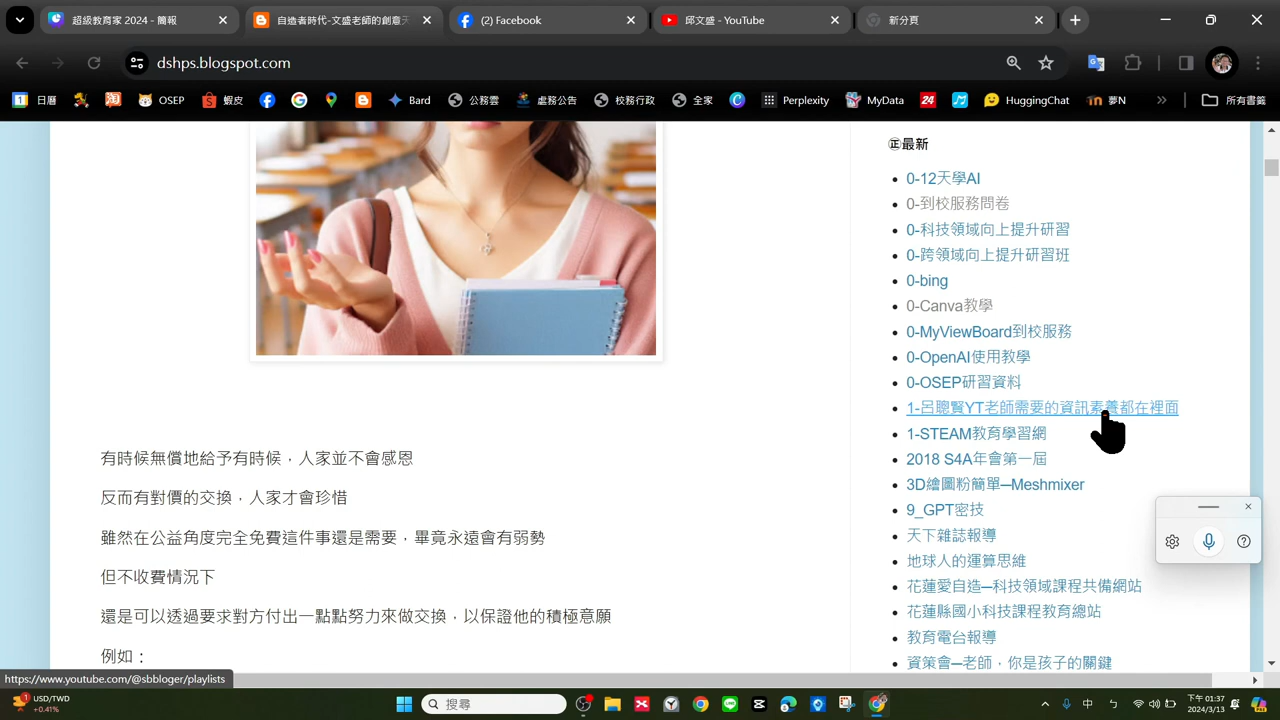 超級教育家 2024 - 簡報
自造者時代-文盛老師的創意天
(2) Facebook
邱文盛 - YouTube
新分頁
dshps.blogspot.com
日曆
OSEP
蝦皮
Bard
公務雲
處務公告
校務行政
全家
Perplexity
MyData
HuggingChat
夢N
所有書籤
㊣最新
0-12天學AI
0-到校服務問卷
0-科技領域向上提升研習
0-跨領域向上提升研習班
0-bing
0-Canva教學
0-MyViewBoard到校服務
0-OpenAI使用教學
0-OSEP研習資料
1-呂聰賢YT老師需要的資訊素養都在裡面
1-STEAM教育學習網
2018 S4A年會第一屆
3D繪圖粉簡單─Meshmixer
9_GPT密技
天下雜誌報導
地球人的運算思維
花蓮愛自造─科技領域課程共備網站
花蓮縣國小科技課程教育總站
教育電台報導
資策會─老師，你是孩子的關鍵
有時候無償地給予有時候，人家並不會感恩
反而有對價的交換，人家才會珍惜
雖然在公益角度完全免費這件事還是需要，畢竟永遠會有弱勢
但不收費情況下
還是可以透過要求對方付出一點點努力來做交換，以保證他的積極意願
例如：
https://www.youtube.com/@sbbloger/playlists
USD/TWD
+0.41%
搜尋
中
下午 01:37
2024/3/13